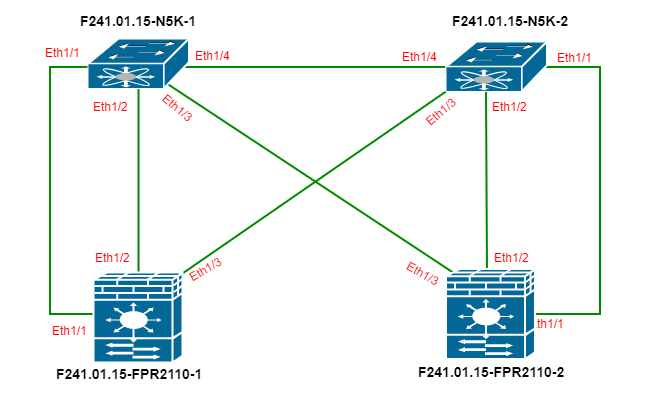 F241.01.15-N5K-1
F241.01.15-N5K-2
Eth1/1
Eth1/4
Eth1/4
Eth1/1
Eth1/2
Eth1/3
Eth1/3
Eth1/2
Eth1/2
Eth1/3
Eth1/3
Eth1/2
Eth1/1
th1/1
F241.01.15-FPR2110-1
F241.01.15-FPR2110-2